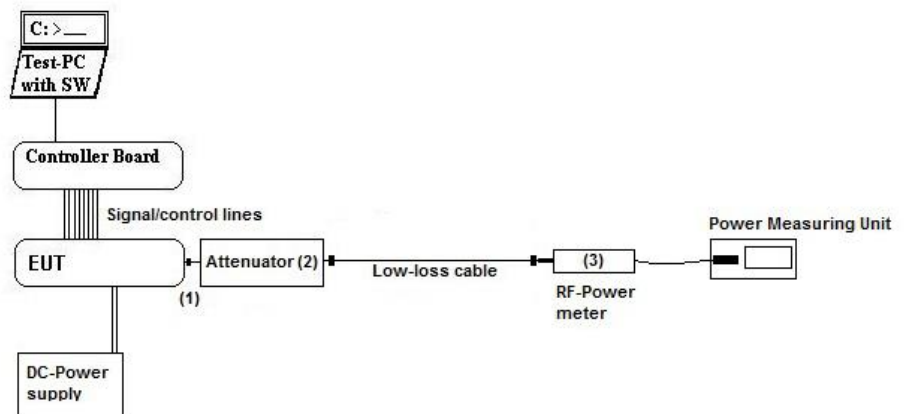 C:>__
Test-PC
with SW
Controller Board
Signal/control lines
Power Measuring Unit
EUT
Attenuator (2)
(3)
Low-loss cable
(1)
RF-Power
meter
DC-Power
supply